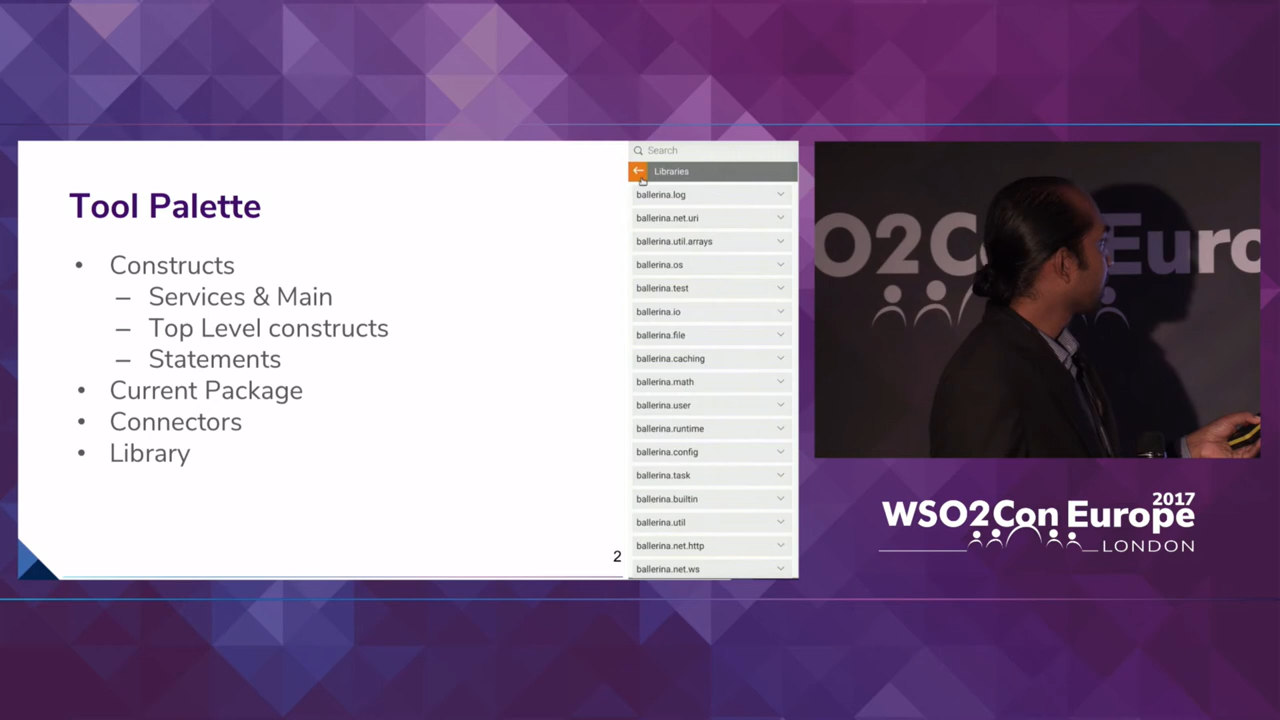 Tool Palette
• Constructs
– Services & Main
– Top Level constructs
– Statements
• Current Package
• Connectors
• Library
2
Search
Libraries
ballerina.log
ballerina.net.uri
ballerina.util.arrays
ballerina.os
ballerina.test
ballerina.io
ballerina.file
ballerina.caching
ballerina.math
ballerina.user
ballerina.runtime
ballerina.config
ballerina.task
ballerina.builtin
ballerina.util
ballerina.net.http
ballerina.net.ws
O2C Euro
2017
WSO2Con Europe
LONDON